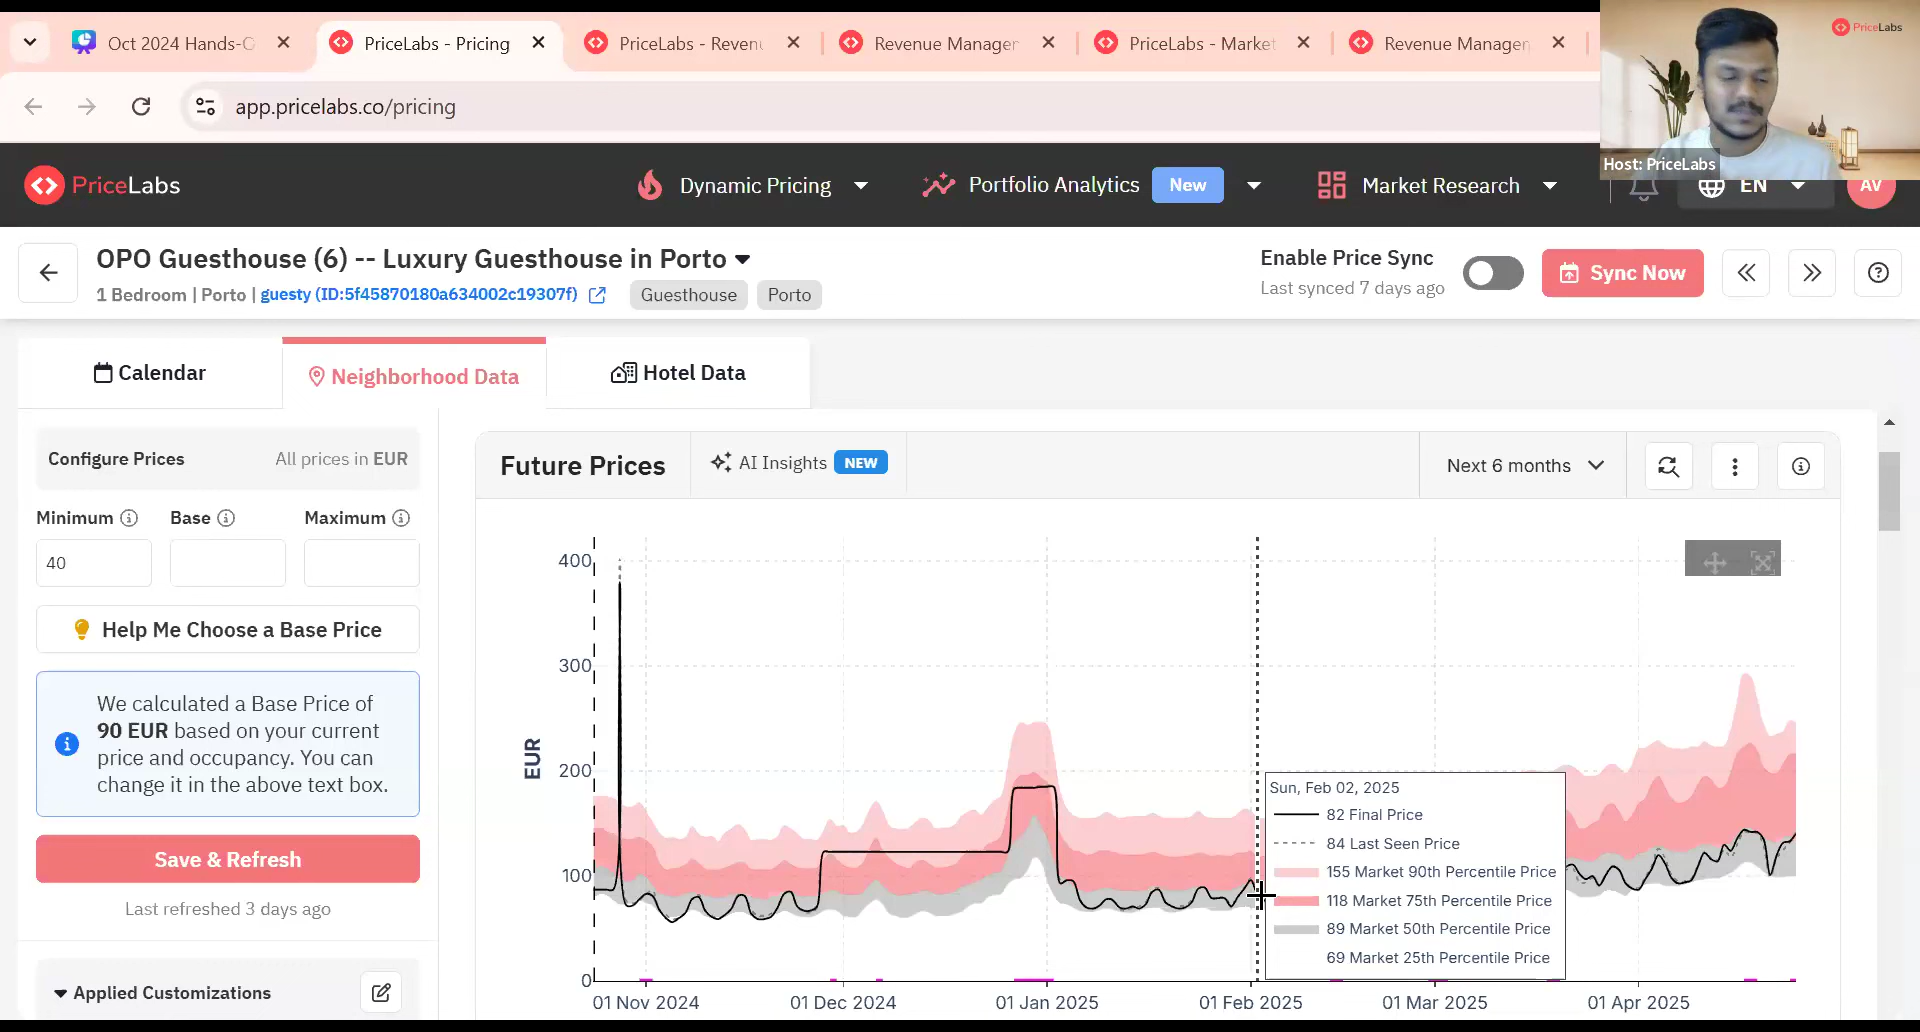 Oct 2024 Hands-O
PriceLabs - Pricing
PriceLabs - Revenu
Revenue Manager
PriceLabs - Market
Revenue Manager
PriceLabs
app.pricelabs.co/pricing
Host: PriceLabs
PriceLabs
Dynamic Pricing
Portfolio Analytics
New
Market Research
EN
AV
OPO Guesthouse (6) -- Luxury Guesthouse in Porto
1 Bedroom | Porto | guesty (ID:5f45870180a634002c19307f)
Guesthouse
Porto
Enable Price Sync
Last synced 7 days ago
Sync Now
Calendar
Neighborhood Data
Hotel Data
Configure Prices
All prices in EUR
Minimum
Base
Maximum
40
Help Me Choose a Base Price
We calculated a Base Price of
90 EUR based on your current
price and occupancy. You can
change it in the above text box.
Save & Refresh
Last refreshed 3 days ago
Applied Customizations
Future Prices
AI Insights
NEW
Next 6 months
400
300
200
100
0
EUR
Sun, Feb 02, 2025
82 Final Price
84 Last Seen Price
155 Market 90th Percentile Price
118 Market 75th Percentile Price
89 Market 50th Percentile Price
69 Market 25th Percentile Price
01 Nov 2024
01 Dec 2024
01 Jan 2025
01 Feb 2025
01 Mar 2025
01 Apr 2025